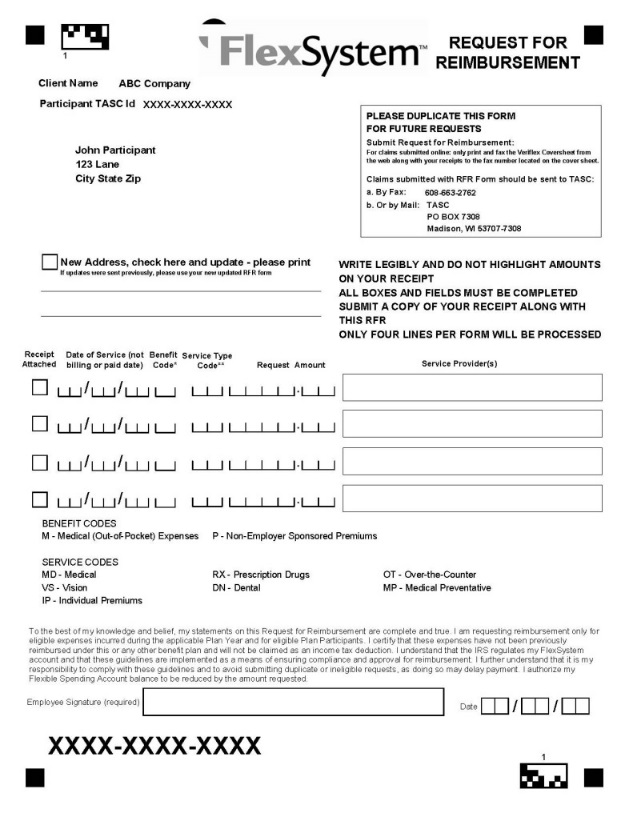 1
FlexSystem™
REQUEST FOR
REIMBURSEMENT
Client Name ABC Company
Participant TASC Id XXXX-XXXX-XXXX
John Participant
123 Lane
City State Zip
PLEASE DUPLICATE THIS FORM
FOR FUTURE REQUESTS
Submit Request for Reimbursement:
For claims submitted online: only print and fax the Veriflex Coversheet from
the web along with your receipts to the fax number located on the cover sheet.
Claims submitted with RFR Form should be sent to TASC:
a. By Fax: 608-663-2762
b. Or by Mail: TASC
PO BOX 7308
Madison, WI 53707-7308
New Address, check here and update - please print
If updates were sent previously, please use your new updated RFR form
WRITE LEGIBLY AND DO NOT HIGHLIGHT AMOUNTS
ON YOUR RECEIPT
ALL BOXES AND FIELDS MUST BE COMPLETED
SUBMIT A COPY OF YOUR RECEIPT ALONG WITH
THIS RFR
ONLY FOUR LINES PER FORM WILL BE PROCESSED
Receipt Date of Service (not Benefit Service Type
Attached billing or paid date) Code* Code** Request Amount Service Provider(s)
BENEFIT CODES
M - Medical (Out-of-Pocket) Expenses P - Non-Employer Sponsored Premiums
SERVICE CODES
MD - Medical RX - Prescription Drugs OT - Over-the-Counter
VS - Vision DN - Dental MP - Medical Preventative
IP - Individual Premiums
To the best of my knowledge and belief, my statements on this Request for Reimbursement are complete and true. I am requesting reimbursement only for
eligible expenses incurred during the applicable Plan Year and for eligible Plan Participants. I certify that these expenses have not been previously
reimbursed under this or any other benefit plan and will not be claimed as an income tax deduction. I understand that the IRS regulates my FlexSystem
account and that these guidelines are implemented as a means of ensuring compliance and approval for reimbursement. I further understand that it is my
responsibility to comply with these guidelines and to avoid submitting duplicate or ineligible requests, as doing so may delay payment. I authorize my
Flexible Spending Account balance to be reduced by the amount requested.
Employee Signature (required) Date / /
XXXX-XXXX-XXXX
1